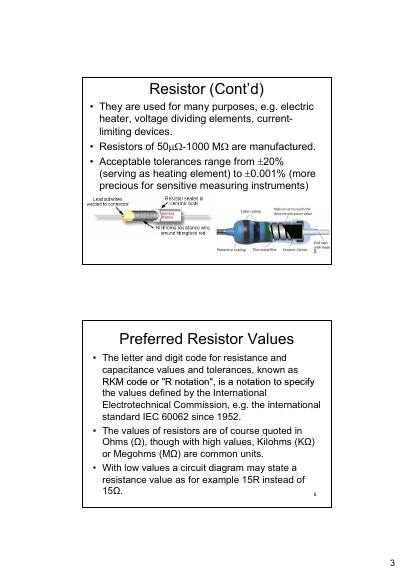 Resistor (Cont'd)
• They are used for many purposes, e.g. electric
heater, voltage dividing elements, current-
limiting devices.
• Resistors of 50μΩ-1000 MΩ are manufactured.
• Acceptable tolerances range from ±20%
(serving as heating element) to ±0.001% (more
precious for sensitive measuring instruments)
Lead out wires
welded to connector
Resistor sealed in
ceramic body
Nichrome resistance wire
around fibreglass rod
Color coating
Helical cut to reach the
desired resistance value
Protective coating
Thin metal film
Ceramic Carrier
End caps
5
Preferred Resistor Values
• The letter and digit code for resistance and
capacitance values and tolerances, known as
RKM code or "R notation", is a notation to specify
the values defined by the International
Electrotechnical Commission, e.g. the international
standard IEC 60062 since 1952.
• The values of resistors are of course quoted in
Ohms (Ω), though with high values, Kilohms (KΩ)
or Megohms (MΩ) are common units.
• With low values a circuit diagram may state a
resistance value as for example 15R instead of
15Ω.
6
3